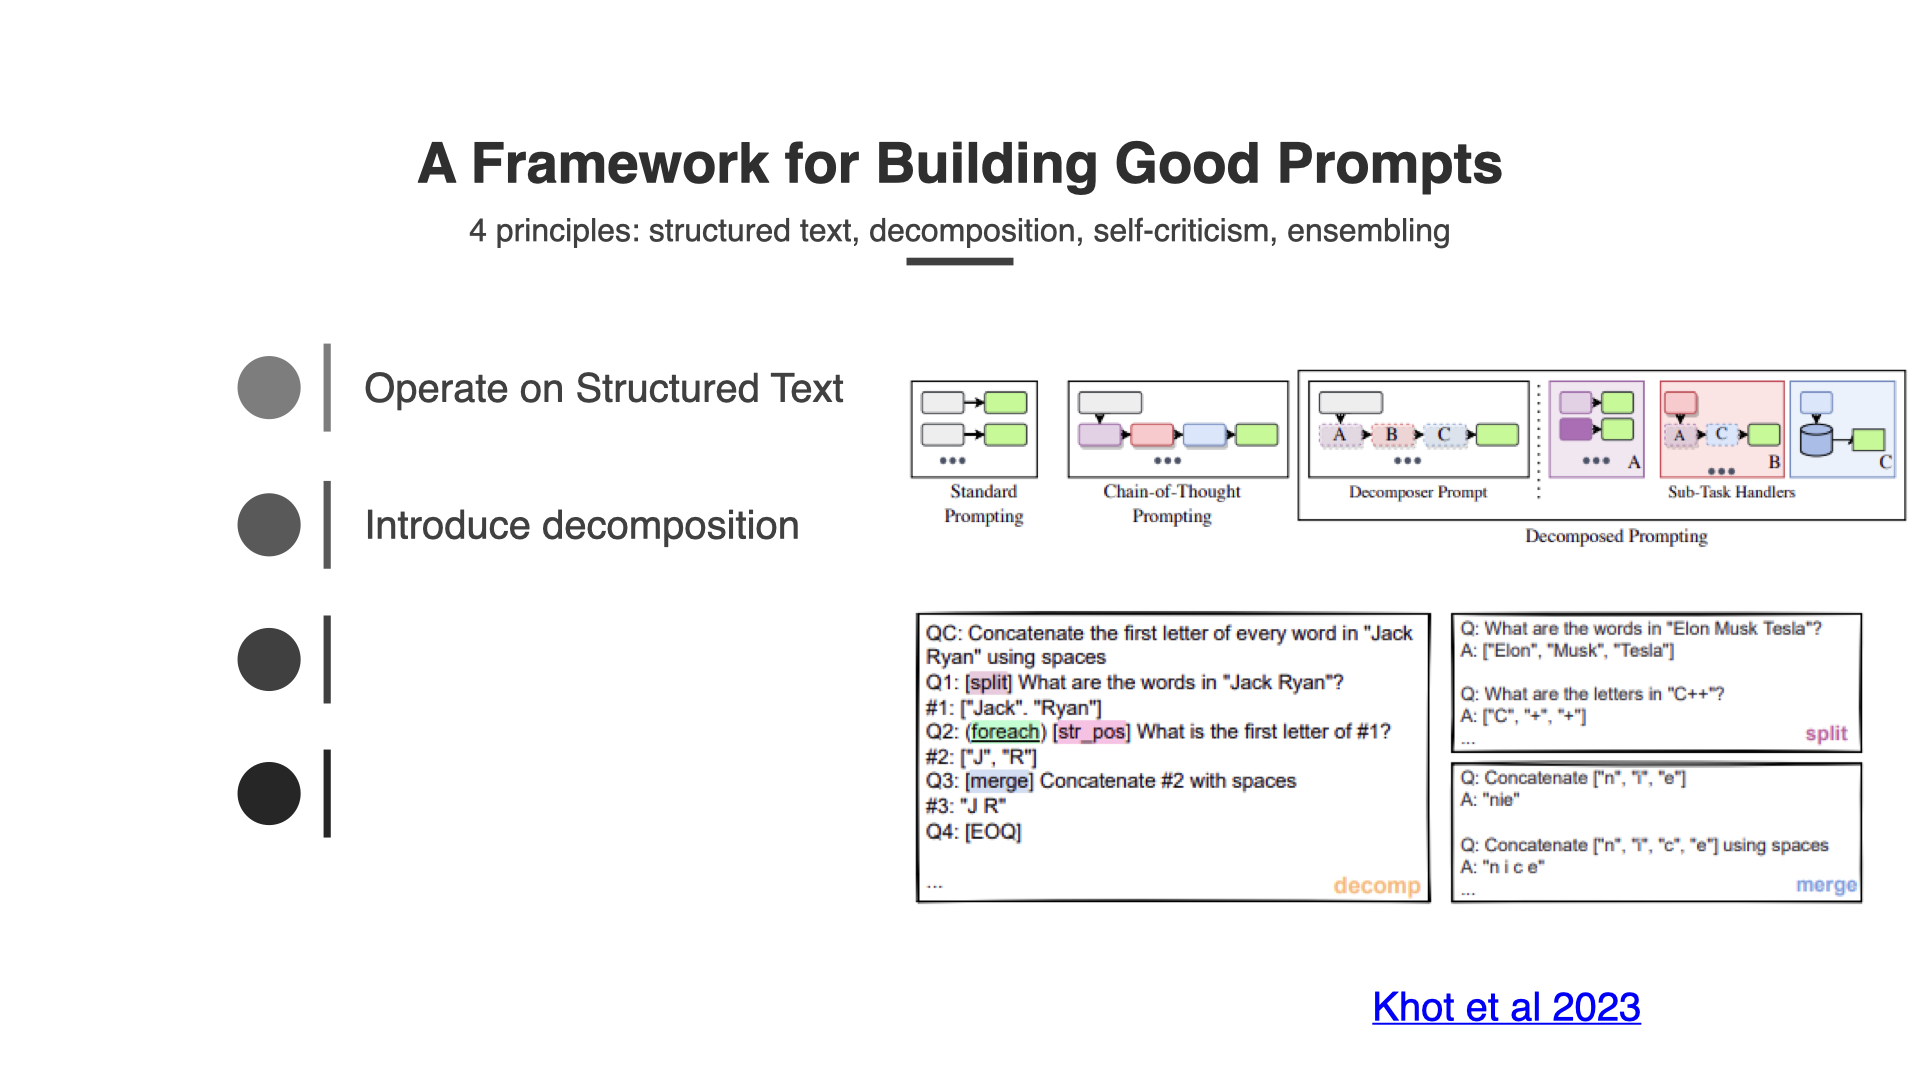 A Framework for Building Good Prompts
4 principles: structured text, decomposition, self-criticism, ensembling
Operate on Structured Text
Introduce decomposition
Standard
Prompting
Chain-of-Thought
Prompting
A B C
Decomposer Prompt
A
A C
B
C
Sub-Task Handlers
Decomposed Prompting
QC: Concatenate the first letter of every word in "Jack
Ryan" using spaces
Q1: [split] What are the words in "Jack Ryan"?
#1: ["Jack". "Ryan"]
Q2: (foreach) [str_pos] What is the first letter of #1?
#2: ["J", "R"]
Q3: [merge] Concatenate #2 with spaces
#3: "J R"
Q4: [EOQ]
...
decomp
Q: What are the words in "Elon Musk Tesla"?
A: ["Elon", "Musk", "Tesla"]
Q: What are the letters in "C++"?
A: ["C", "+", "+"]
...
split
Q: Concatenate ["n", "i", "e"]
A: "nie"
Q: Concatenate ["n", "i", "c", "e"] using spaces
A: "n i c e"
...
merge
Khot et al 2023